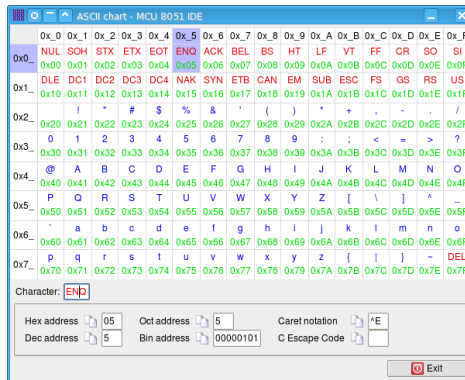 ASCII chart - MCU 8051 IDE
0x_0 0x_1 0x_2 0x_3 0x_4 0x_5 0x_6 0x_7 0x_8 0x_9 0x_A 0x_B 0x_C 0x_D 0x_E 0x_F
0x0_ NUL SOH STX ETX EOT ENQ ACK BEL BS HT LF VT FF CR SO SI
0x00 0x01 0x02 0x03 0x04 0x05 0x06 0x07 0x08 0x09 0x0A 0x0B 0x0C 0x0D 0x0E 0x0F
0x1_ DLE DC1 DC2 DC3 DC4 NAK SYN ETB CAN EM SUB ESC FS GS RS US
0x10 0x11 0x12 0x13 0x14 0x15 0x16 0x17 0x18 0x19 0x1A 0x1B 0x1C 0x1D 0x1E 0x1F
0x2_ ! " # $ % & ' ( ) * + , - . /
0x20 0x21 0x22 0x23 0x24 0x25 0x26 0x27 0x28 0x29 0x2A 0x2B 0x2C 0x2D 0x2E 0x2F
0x3_ 0 1 2 3 4 5 6 7 8 9 : ; < = > ?
0x30 0x31 0x32 0x33 0x34 0x35 0x36 0x37 0x38 0x39 0x3A 0x3B 0x3C 0x3D 0x3E 0x3F
0x4_ @ A B C D E F G H I J K L M N O
0x40 0x41 0x42 0x43 0x44 0x45 0x46 0x47 0x48 0x49 0x4A 0x4B 0x4C 0x4D 0x4E 0x4F
0x5_ P Q R S T U V W X Y Z [ \ ] ^ _
0x50 0x51 0x52 0x53 0x54 0x55 0x56 0x57 0x58 0x59 0x5A 0x5B 0x5C 0x5D 0x5E 0x5F
0x6_ ` a b c d e f g h i j k l m n o
0x60 0x61 0x62 0x63 0x64 0x65 0x66 0x67 0x68 0x69 0x6A 0x6B 0x6C 0x6D 0x6E 0x6F
0x7_ p q r s t u v w x y z { | } ~ DEL
0x70 0x71 0x72 0x73 0x74 0x75 0x76 0x77 0x78 0x79 0x7A 0x7B 0x7C 0x7D 0x7E 0x7F
Character: ENQ
Hex address 05 Oct address 5 Caret notation ^E
Dec address 5 Bin address 00000101 C Escape Code
Exit